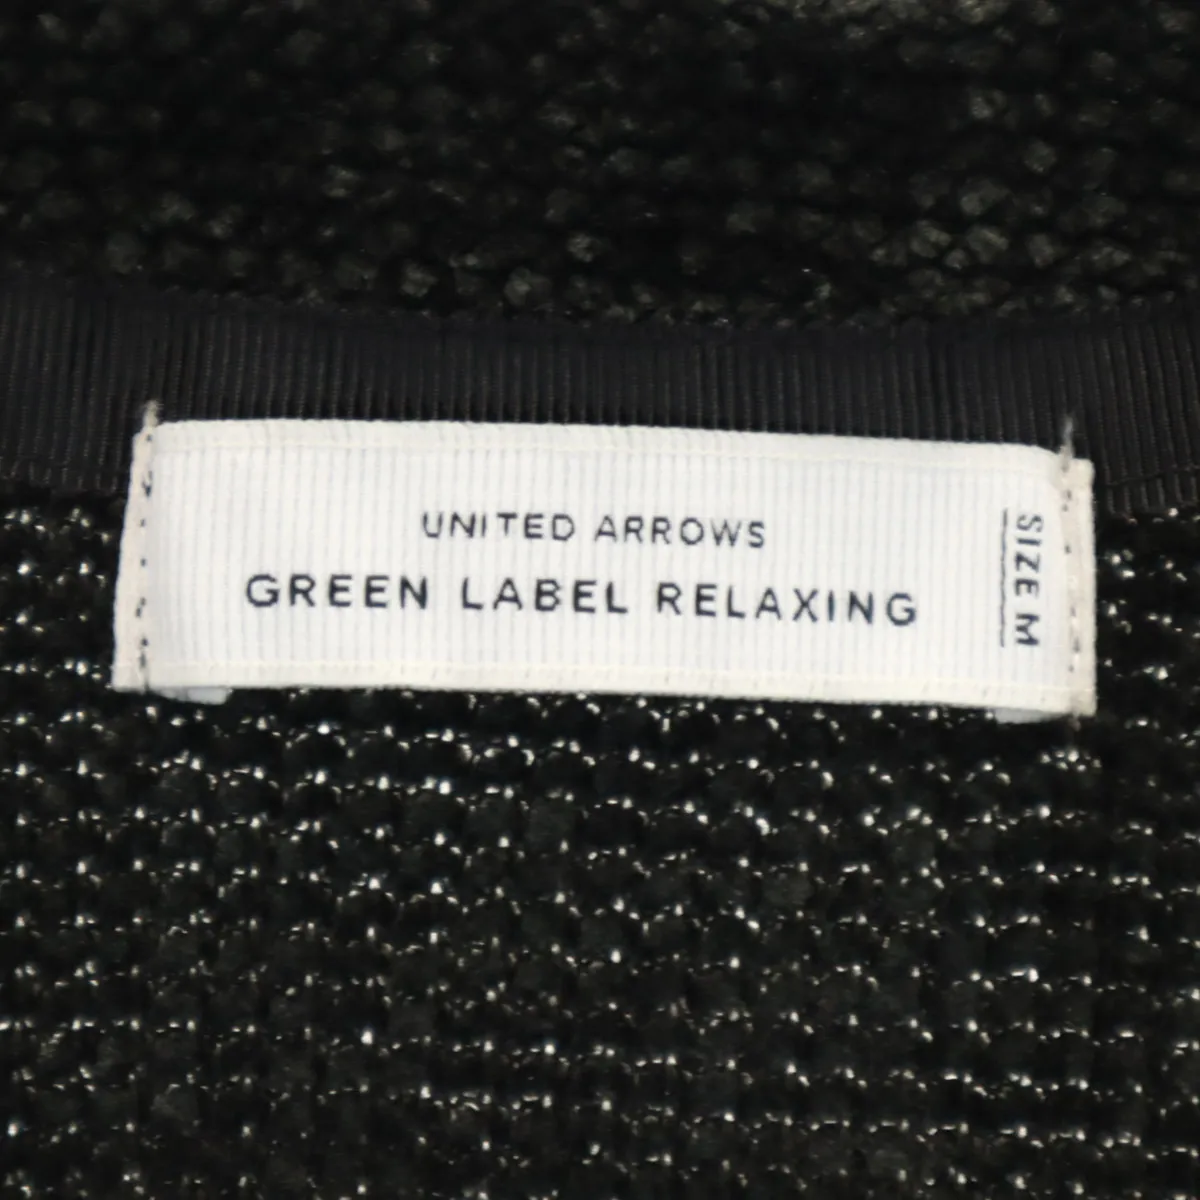 UNITED ARROWS
GREEN LABEL RELAXING
SIZE M